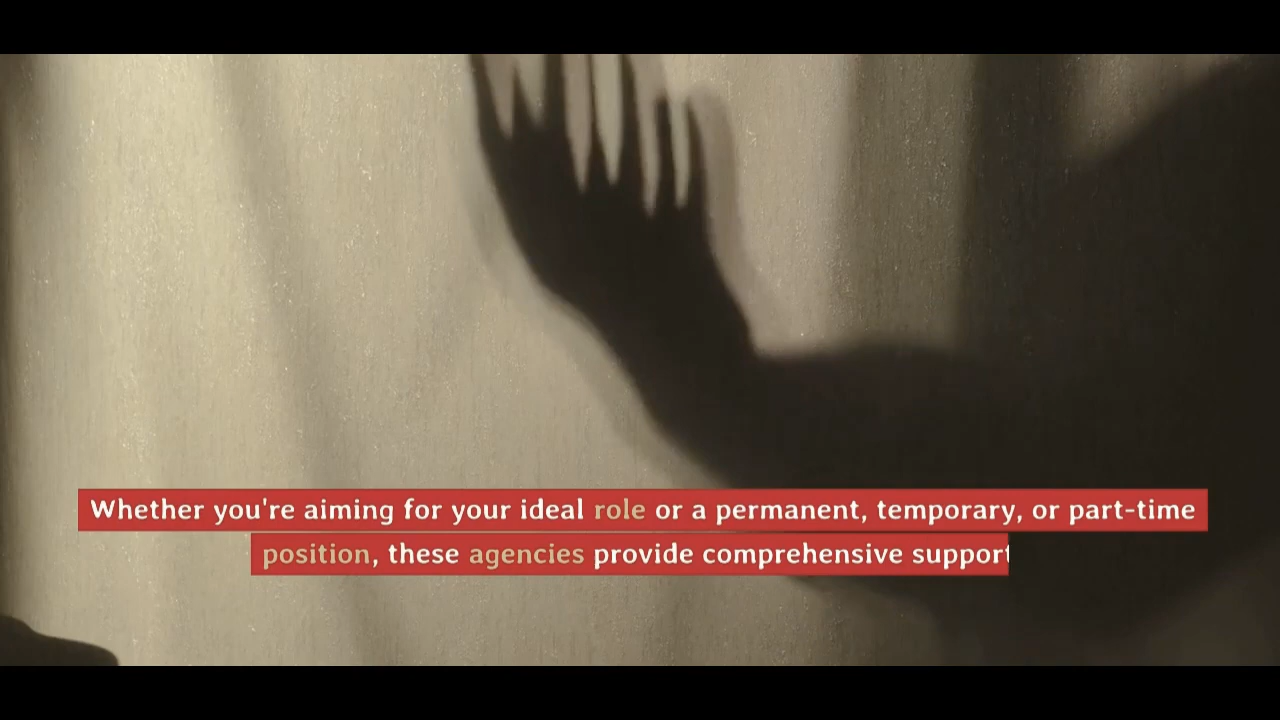 Whether you're aiming for your ideal role or a permanent, temporary, or part-time
position, these agencies provide comprehensive support